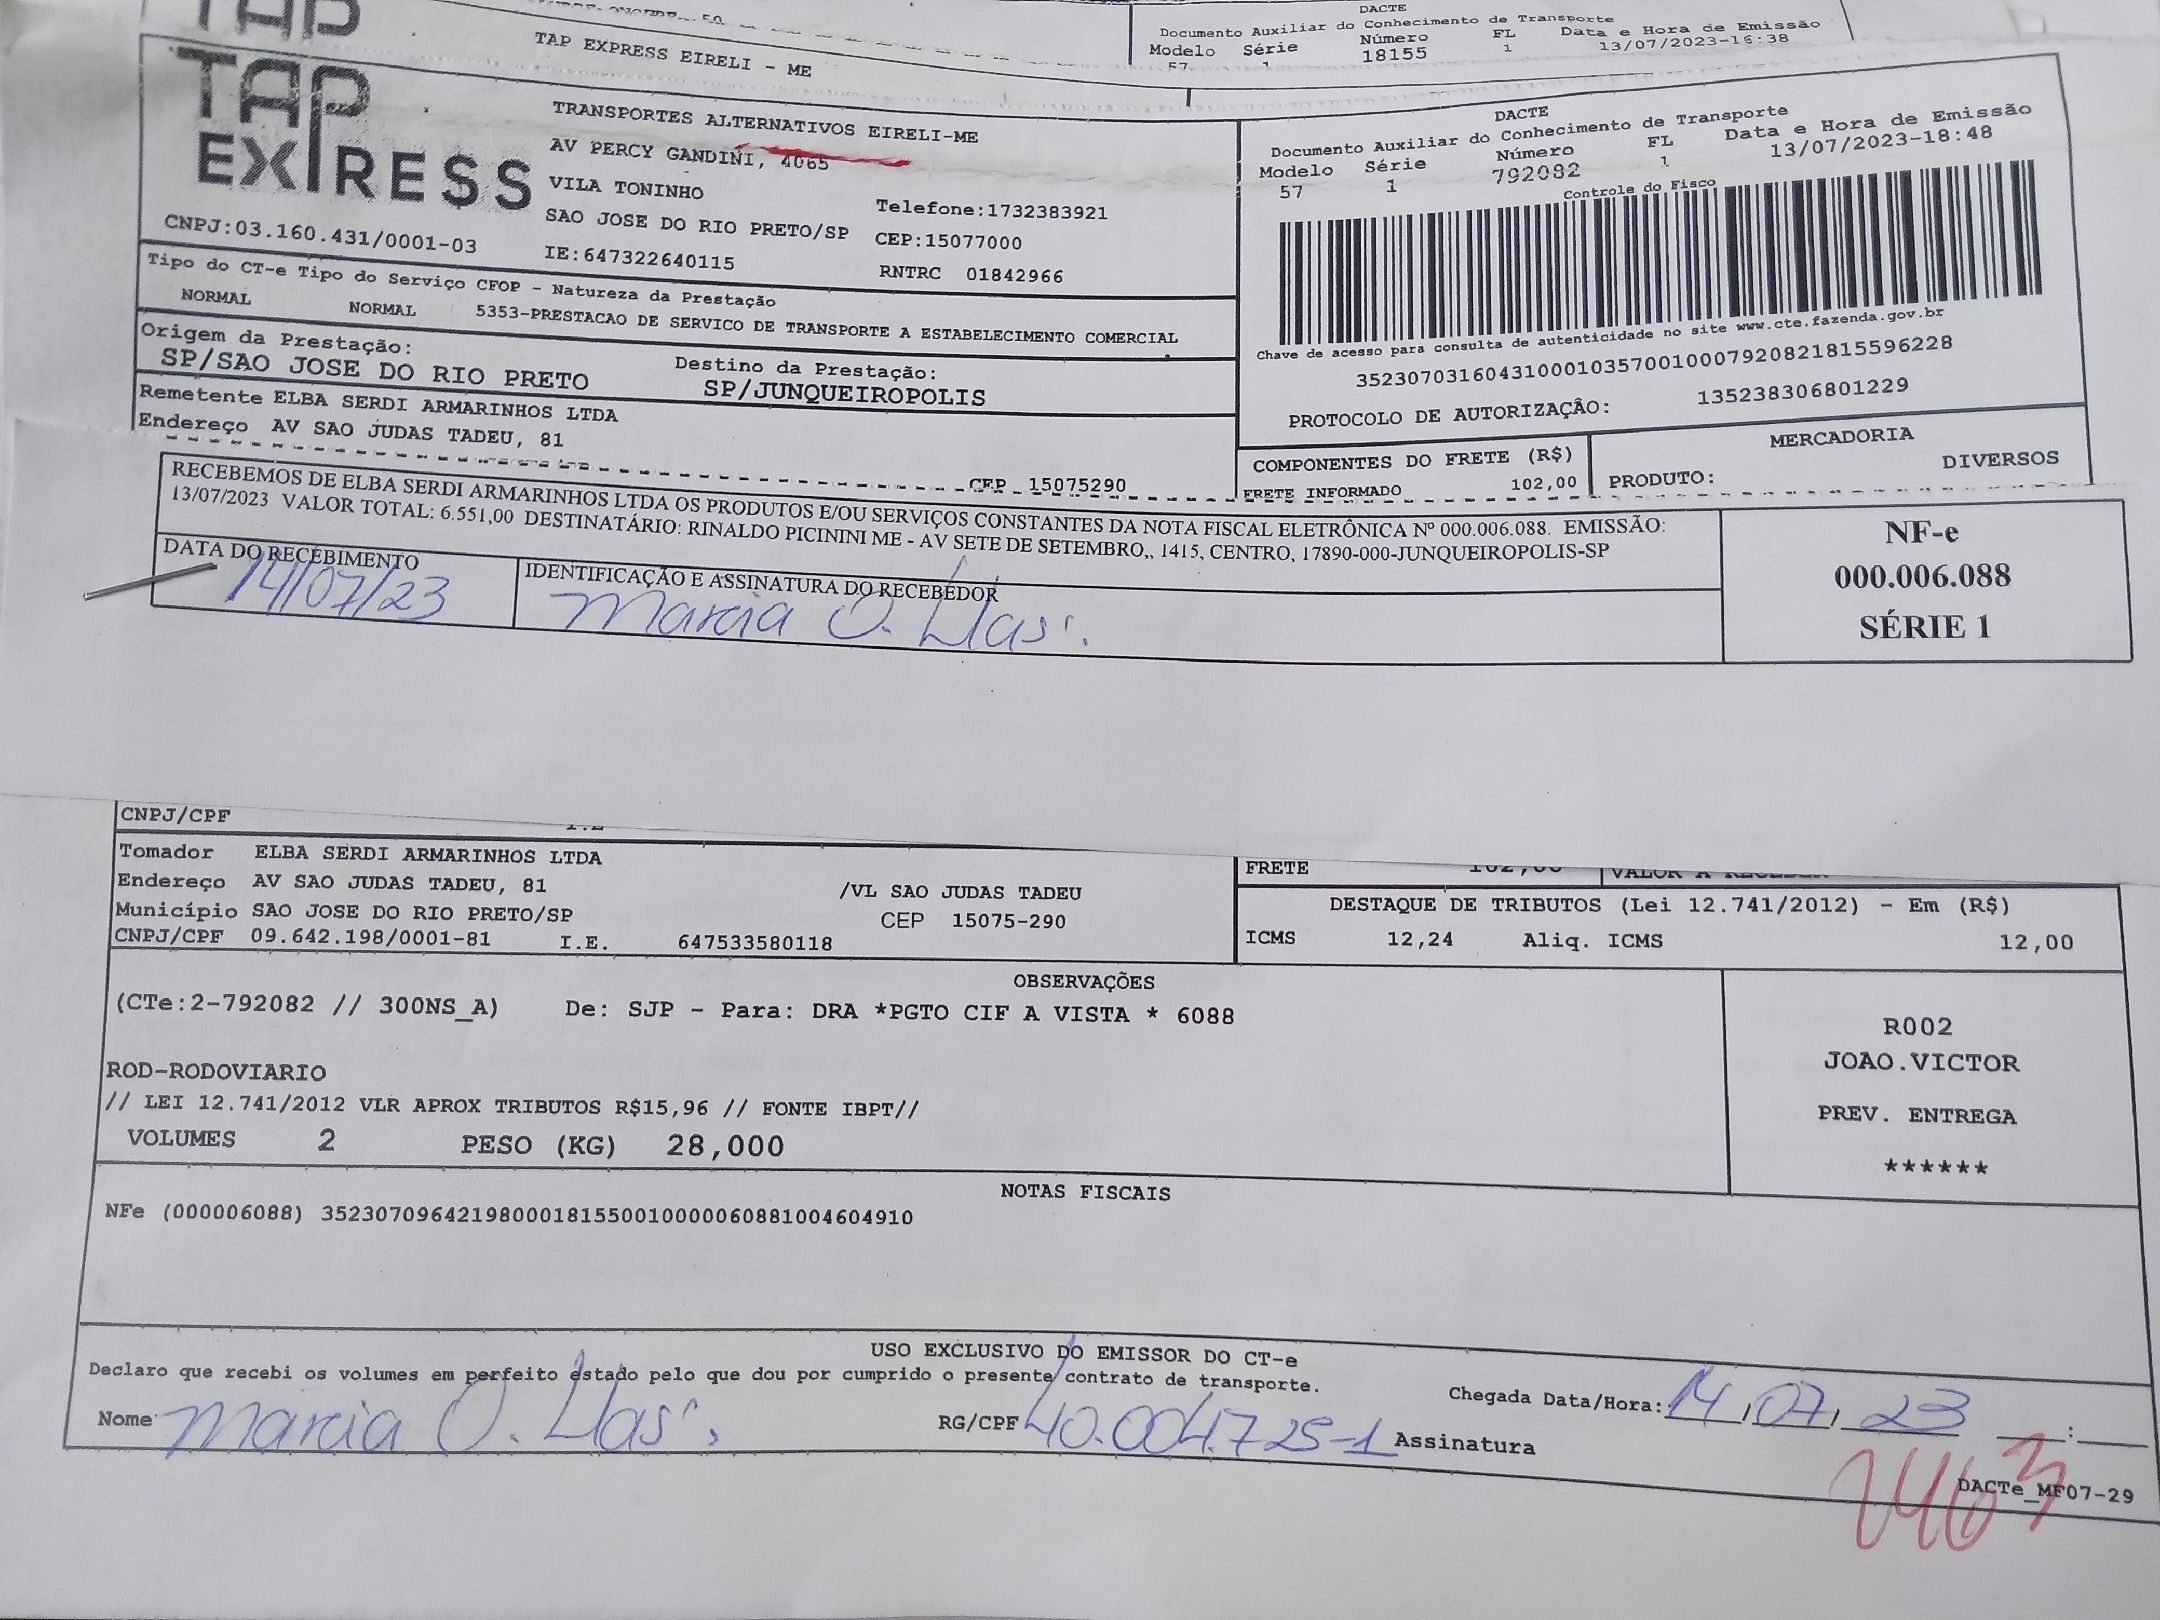 TAP
DACTE
Documento Auxiliar do Conhecimento de Transporte
Modelo Série Número FL Data e Hora de Emissão
57 1 18155 1 13/07/2023-16:38
TAP EXPRESS EIRELI - ME
TAP EXPRESS
TRANSPORTES ALTERNATIVOS EIRELI-ME
AV PERCY GANDINI, 4065
VILA TONINHO
Telefone:1732383921
SAO JOSE DO RIO PRETO/SP CEP:15077000
CNPJ:03.160.431/0001-03 IE:647322640115 RNTRC 01842966
DACTE
Documento Auxiliar do Conhecimento de Transporte
Modelo Série Número FL Data e Hora de Emissão
57 1 792082 1 13/07/2023-18:48
Controle do Fisco
Chave de acesso para consulta de autenticidade no site www.cte.fazenda.gov.br
35230703160431000103570010007920821815596228
PROTOCOLO DE AUTORIZAÇÃO: 135238306801229
Tipo do CT-e Tipo do Serviço CFOP - Natureza da Prestação
NORMAL NORMAL 5353-PRESTACAO DE SERVICO DE TRANSPORTE A ESTABELECIMENTO COMERCIAL
Origem da Prestação: Destino da Prestação:
SP/SAO JOSE DO RIO PRETO SP/JUNQUEIROPOLIS
Remetente ELBA SERDI ARMARINHOS LTDA
Endereço AV SAO JUDAS TADEU, 81
CEP 15075290
COMPONENTES DO FRETE (R$) MERCADORIA
FRETE INFORMADO 102,00 PRODUTO: DIVERSOS
RECEBEMOS DE ELBA SERDI ARMARINHOS LTDA OS PRODUTOS E/OU SERVIÇOS CONSTANTES DA NOTA FISCAL ELETRÔNICA Nº 000.006.088. EMISSÃO:
13/07/2023 VALOR TOTAL: 6.551,00 DESTINATÁRIO: RINALDO PICININI ME - AV SETE DE SETEMBRO,, 1415, CENTRO, 17890-000-JUNQUEIROPOLIS-SP
DATA DO RECEBIMENTO IDENTIFICAÇÃO E ASSINATURA DO RECEBEDOR
14/07/23 Marcia O.
NF-e
000.006.088
SÉRIE 1
CNPJ/CPF I.E
Tomador ELBA SERDI ARMARINHOS LTDA
Endereço AV SAO JUDAS TADEU, 81 /VL SAO JUDAS TADEU
Município SAO JOSE DO RIO PRETO/SP CEP 15075-290
CNPJ/CPF 09.642.198/0001-81 I.E. 647533580118
FRETE 102,00 VALOR A RECEBER
DESTAQUE DE TRIBUTOS (Lei 12.741/2012) - Em (R$)
ICMS 12,24 Aliq. ICMS 12,00
OBSERVAÇÕES
(CTe:2-792082 // 300NS_A) De: SJP - Para: DRA *PGTO CIF A VISTA * 6088
ROD-RODOVIARIO
// LEI 12.741/2012 VLR APROX TRIBUTOS R$15,96 // FONTE IBPT//
VOLUMES 2 PESO (KG) 28,000
R002
JOAO.VICTOR
PREV. ENTREGA
******
NOTAS FISCAIS
NFe (000006088) 35230709642198000181550010000060881004604910
USO EXCLUSIVO DO EMISSOR DO CT-e
Declaro que recebi os volumes em perfeito estado pelo que dou por cumprido o presente contrato de transporte.
Chegada Data/Hora: 14/07/23 :
Nome Marcia O. RG/CPF 40.004.725-1 Assinatura
DACTe_MF07-29